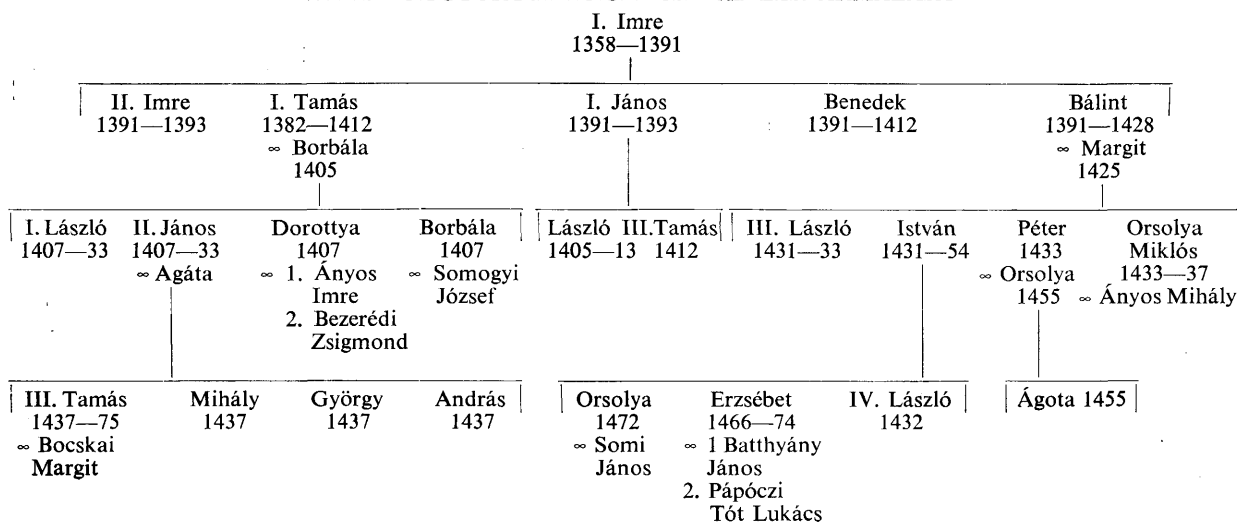 I. Imre
1358—1391
II. Imre I. Tamás I. János Benedek Bálint
1391—1393 1382—1412 1391—1393 1391—1412 1391—1428
∞ Borbála ∞ Margit
1405 1425
I. László II. János Dorottya Borbála László III. Tamás III. László István Péter Orsolya
1407—33 1407—33 1407 1407 1405—13 1412 1431—33 1431—54 1433 Miklós
∞ Agáta ∞ 1. Ányos ∞ Somogyi ∞ Orsolya 1433—37
Imre József 1455 ∞ Ányos Mihály
2. Bezerédi
Zsigmond
III. Tamás Mihály György András Orsolya Erzsébet IV. László Ágota 1455
1437—75 1437 1437 1437 1472 1466—74 1432
∞ Bocskai ∞ Somi ∞ 1 Batthyány
Margit János János
2. Pápóczi
Tót Lukács